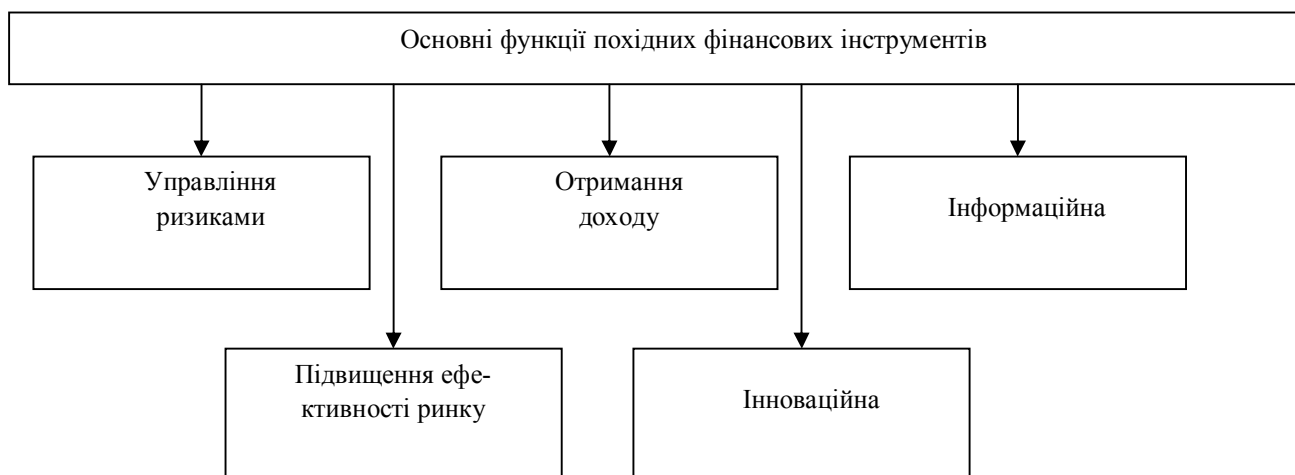 Основні функції похідних фінансових інструментів
Управління
ризиками
Отримання
доходу
Інформаційна
Підвищення ефе-
ктивності ринку
Інноваційна